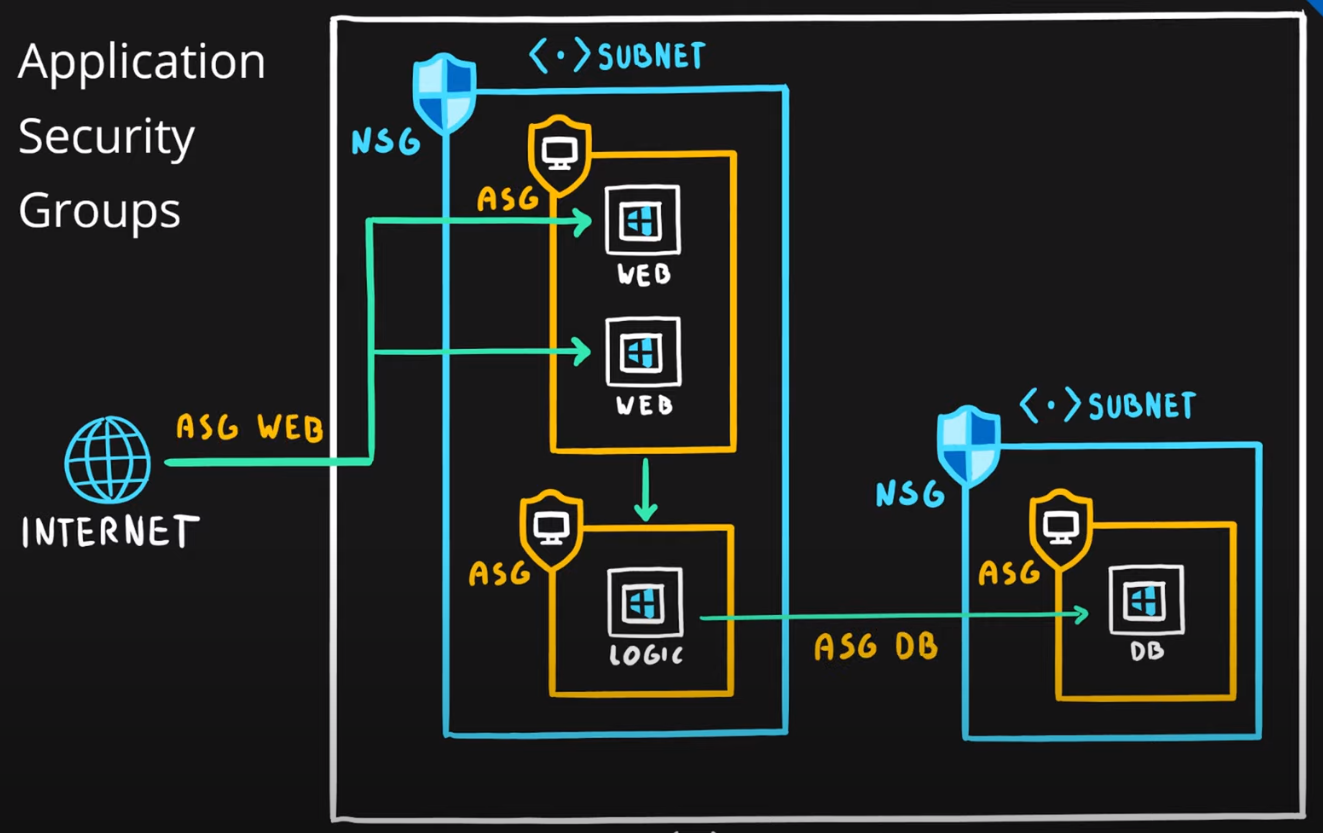 Application
Security
Groups
<·>SUBNET
NSG
ASG
WEB
WEB
ASG WEB
INTERNET
ASG
LOGIC
ASG DB
<·>SUBNET
NSG
ASG
DB